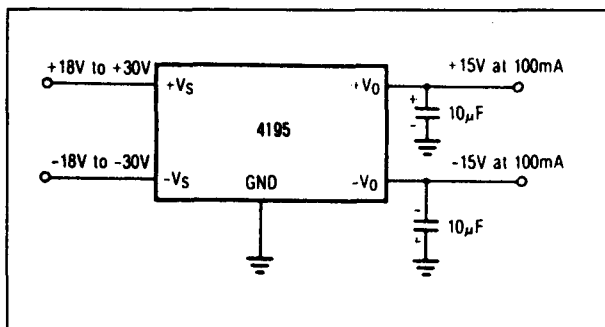 +18V to +30V
+15V at 100mA
+VS
+VO
+
10µF
-
4195
-18V to -30V
-15V at 100mA
-VS
GND
-VO
-
10µF
+